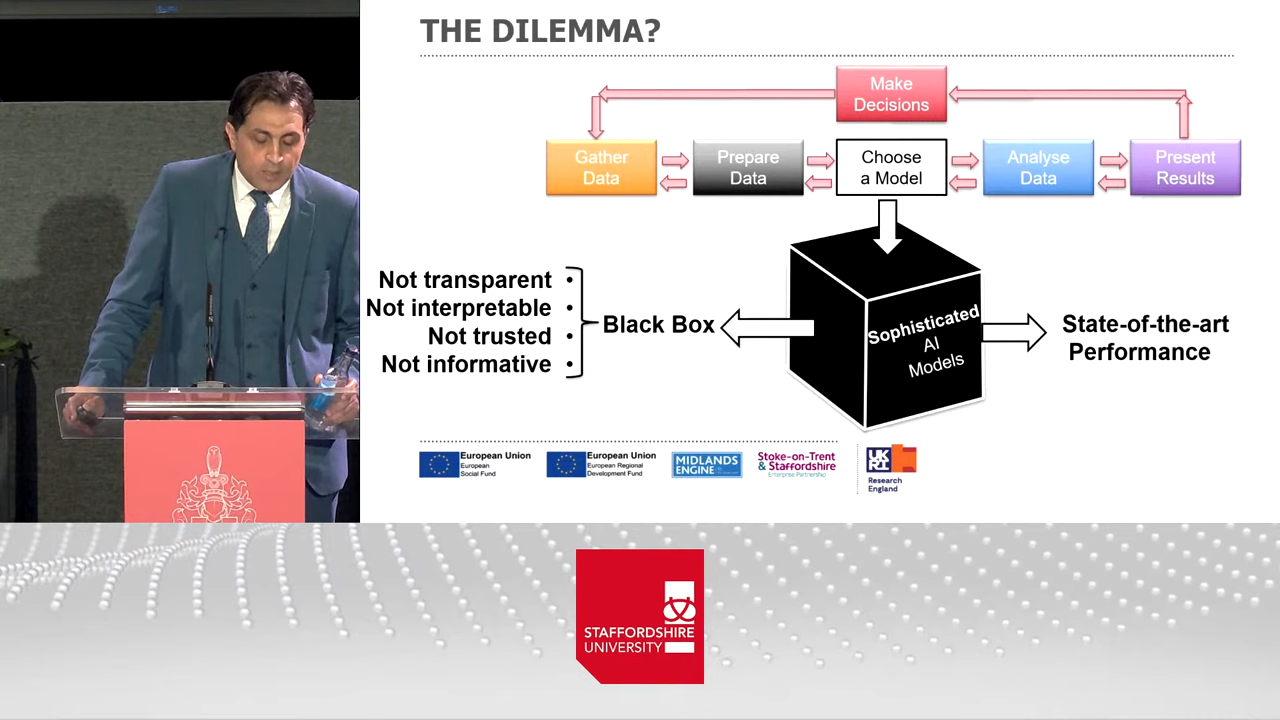 THE DILEMMA?
Make
Decisions
Gather
Data
Prepare
Data
Choose
a Model
Analyse
Data
Present
Results
Not transparent •
Not interpretable •
Not trusted •
Not informative •
Black Box
Sophisticated
AI
Models
State-of-the-art
Performance
European Union
European
Social Fund
European Union
European Regional
Development Fund
MIDLANDS
ENGINE
Stoke-on-Trent
& Staffordshire
Enterprise Partnership
UK
RI
Research
England
STAFFORDSHIRE
UNIVERSITY